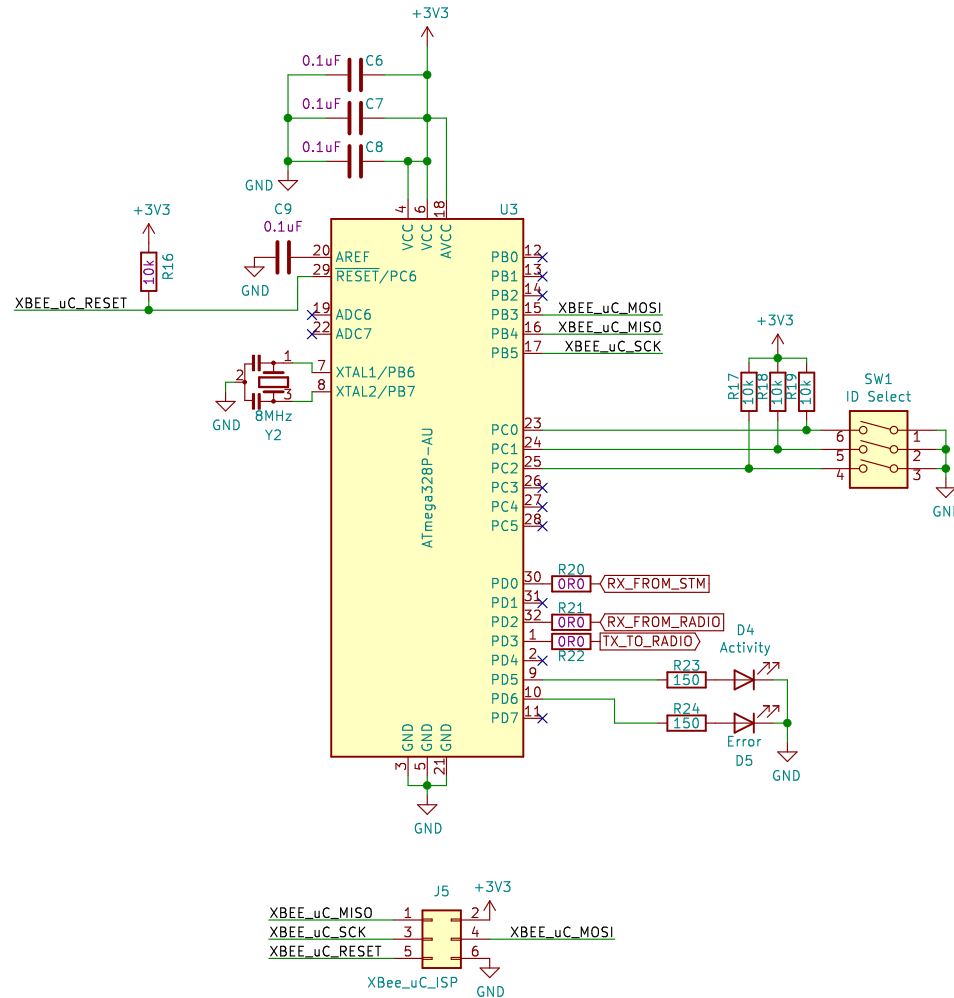 +3V3
0.1uF C6
0.1uF C7
0.1uF C8
GND
4 6 18
VCC VCC AVCC
U3
C9
0.1uF
GND
+3V3
10k R16
XBEE_uC_RESET
20 AREF
29 RESET/PC6
19 ADC6
22 ADC7
7 XTAL1/PB6
8 XTAL2/PB7
1
2
3
8MHz
Y2
GND
ATmega328P-AU
PB0 12
PB1 13
PB2 14
PB3 15 XBEE_uC_MOSI
PB4 16 XBEE_uC_MISO
PB5 17 XBEE_uC_SCK
PC0 23
PC1 24
PC2 25
PC3 26
PC4 27
PC5 28
+3V3
R17 10k R18 10k R19 10k
SW1
ID Select
6 1
5 2
4 3
GND
PD0 30 R20 0R0 RX_FROM_STM
PD1 31
PD2 32 R21 0R0 RX_FROM_RADIO
PD3 1 0R0 R22 TX_TO_RADIO
PD4 2
PD5 9
PD6 10
PD7 11
D4
Activity
R23
150
R24
150
Error
D5
GND
GND GND GND
3 5 21
GND
J5
+3V3
XBEE_uC_MISO 1 2
XBEE_uC_SCK 3 4 XBEE_uC_MOSI
XBEE_uC_RESET 5 6
XBee_uC_ISP
GND